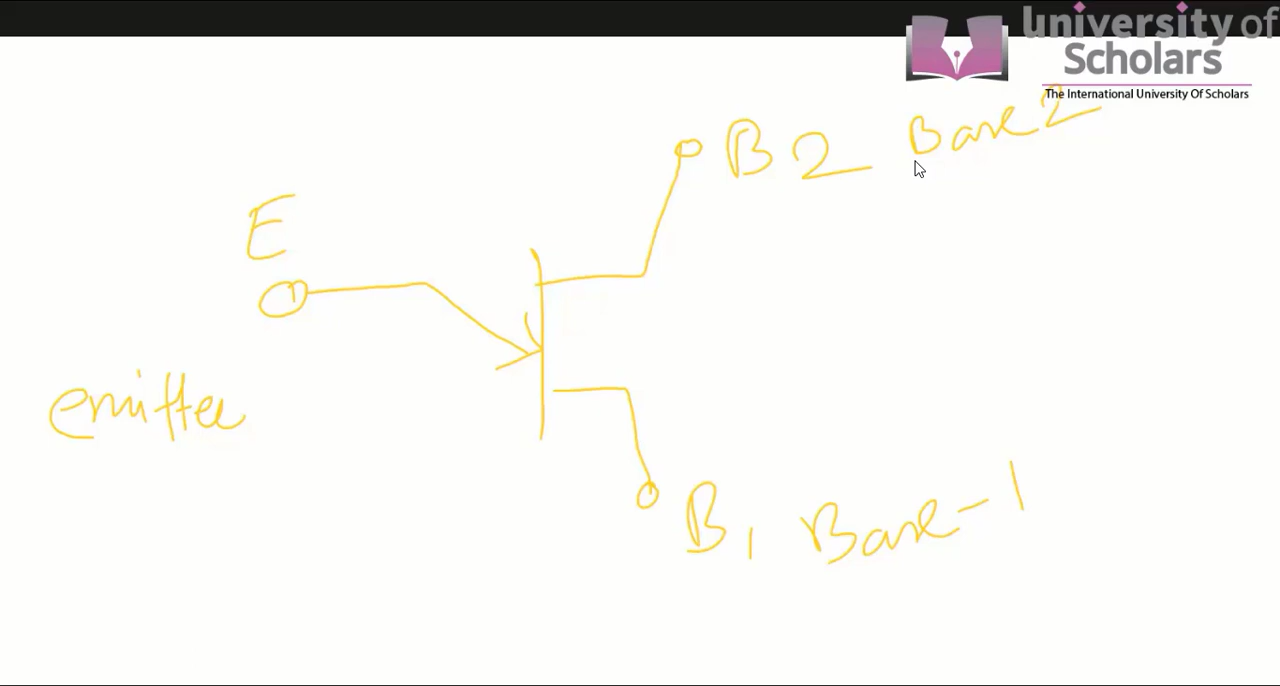 University of
Scholars
The International University Of Scholars
B2 Base 2
E
emitter
B1 Base-1